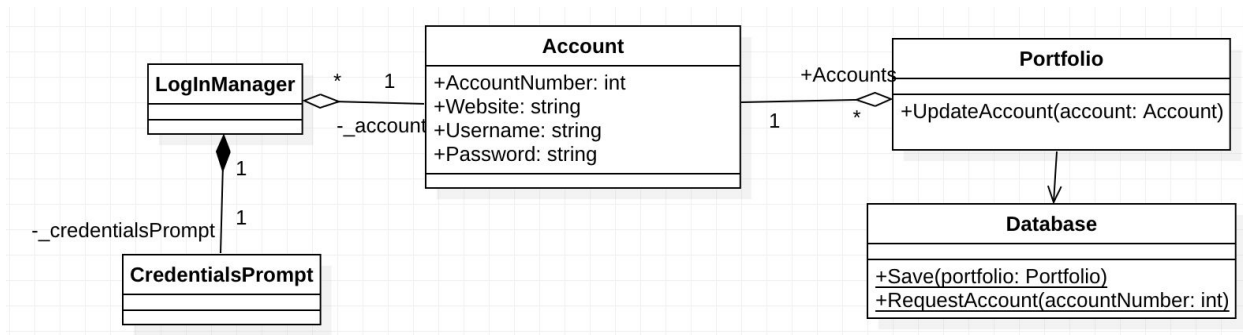 LogInManager
*
1
-_account
1
1
-_credentialsPrompt
CredentialsPrompt
Account
+AccountNumber: int
+Website: string
+Username: string
+Password: string
+Accounts
1
*
Portfolio
+UpdateAccount(account: Account)
Database
+Save(portfolio: Portfolio)
+RequestAccount(accountNumber: int)